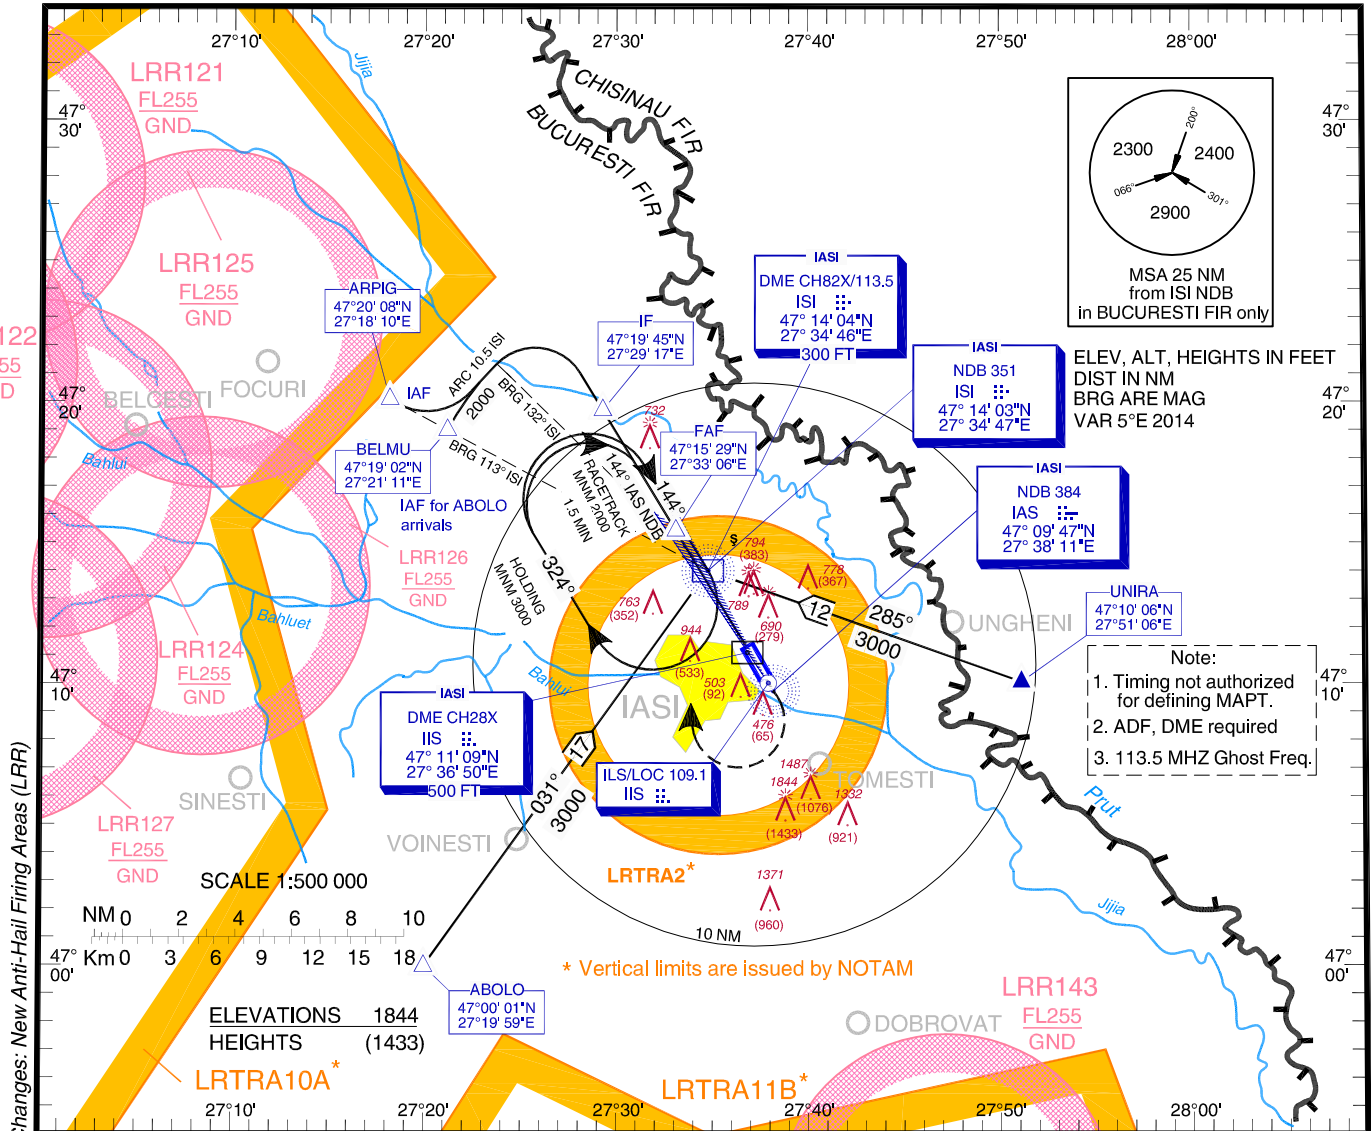 27°10'
27°20'
27°30'
27°40'
27°50'
28°00'
Jijia
LRR121
FL255
GND
47°
30'
47°
30'
CHISINAU FIR
BUCURESTI FIR
200°
2300
2400
066°
301°
2900
MSA 25 NM
from ISI NDB
in BUCURESTI FIR only
LRR125
FL255
GND
ARPIG
47°20' 08"N
27°18' 10"E
IAF
IF
47°19' 45"N
27°29' 17"E
IASI
DME CH82X/113.5
ISI
47° 14' 04"N
27° 34' 46"E
300 FT
IASI
NDB 351
ISI
47° 14' 03"N
27° 34' 47"E
ELEV, ALT, HEIGHTS IN FEET
DIST IN NM
BRG ARE MAG
VAR 5°E 2014
122
55
D
FOCURI
BELCESTI
47°
20'
47°
20'
ARC 10.5 ISI
2000
BRG 132° ISI
BRG 113° ISI
732
FAF
47°15' 29"N
27°33' 06"E
BELMU
47°19' 02"N
27°21' 11"E
IAF for ABOLO
arrivals
Bahlui
144° IAS NDB
RACETRACK
MNM 2000
1.5 MIN
144°
IASI
NDB 384
IAS
47° 09' 47"N
27° 38' 11"E
LRR126
FL255
GND
324°
HOLDING
MNM 3000
S
794
(383)
778
(367)
763
(352)
789
690
(279)
12
285°
3000
UNGHENI
UNIRA
47°10' 06"N
27°51' 06"E
Bahluet
LRR124
FL255
GND
944
(533)
503
(92)
Bahlui
IASI
476
(65)
47°
10'
47°
10'
Note:
1. Timing not authorized
for defining MAPT.
2. ADF, DME required
3. 113.5 MHZ Ghost Freq.
IASI
DME CH28X
IIS
47° 11' 09"N
27° 36' 50"E
500 FT
17
031°
3000
ILS/LOC 109.1
IIS
1487
1844
(1076)
(1433)
1332
(921)
TOMESTI
Prut
SINESTI
VOINESTI
LRR127
FL255
GND
LRTRA2*
1371
(960)
SCALE 1:500 000
NM 0 2 4 6 8 10
Km 0 3 6 9 12 15 18
10 NM
Jijia
47°
00'
47°
00'
* Vertical limits are issued by NOTAM
ABOLO
47°00' 01"N
27°19' 59"E
LRR143
FL255
GND
DOBROVAT
ELEVATIONS 1844
HEIGHTS (1433)
LRTRA10A*
LRTRA11B*
27°10'
27°20'
27°30'
27°40'
27°50'
28°00'
Changes: New Anti-Hail Firing Areas (LRR)